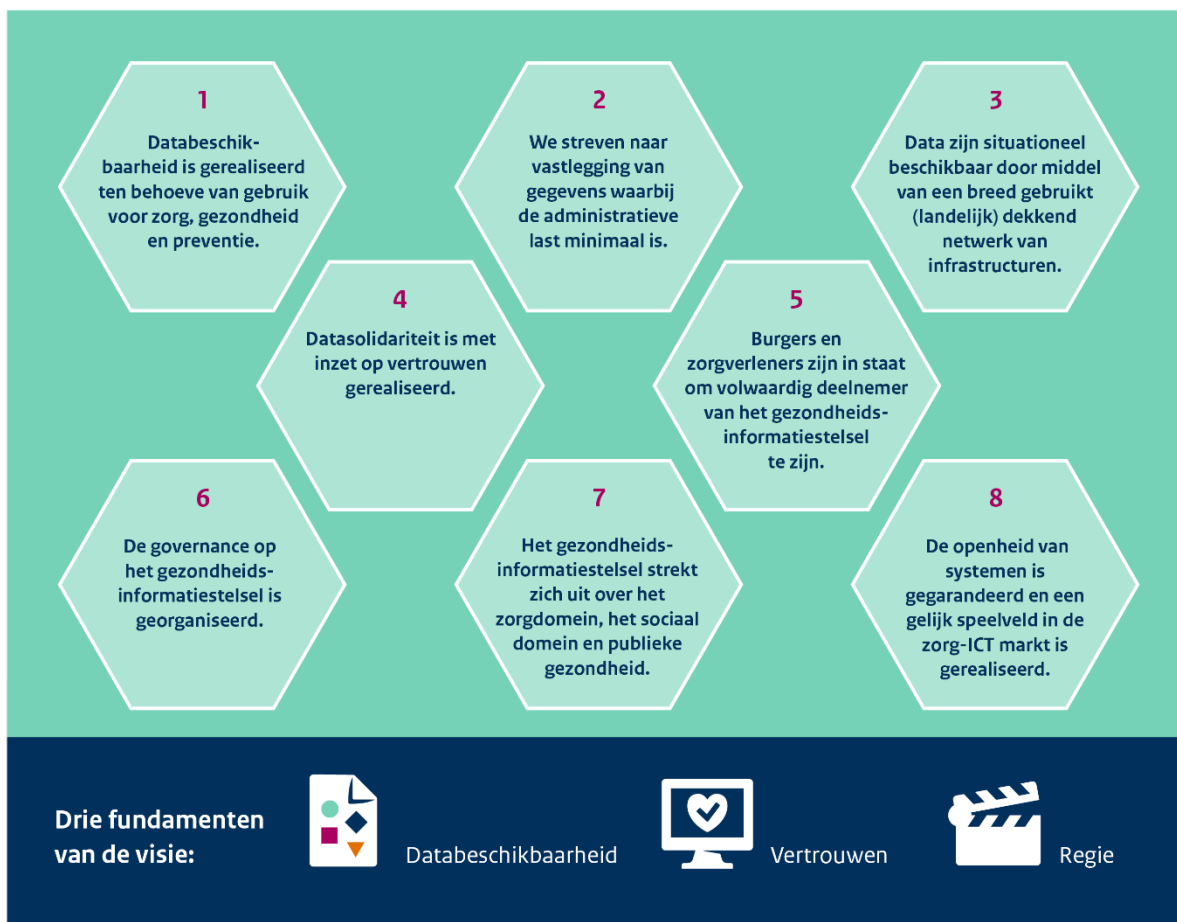 1
Databeschik-
baarheid is gerealiseerd
ten behoeve van gebruik
voor zorg, gezondheid
en preventie.
2
We streven naar
vastlegging van
gegevens waarbij
de administratieve
last minimaal is.
3
Data zijn situationeel
beschikbaar door middel
van een breed gebruikt
(landelijk) dekkend
netwerk van
infrastructuren.
4
Datasolidariteit is met
inzet op vertrouwen
gerealiseerd.
5
Burgers en
zorgverleners zijn in staat
om volwaardig deelnemer
van het gezondheids-
informatiestelsel
te zijn.
6
De governance op
het gezondheids-
informatiestelsel is
georganiseerd.
7
Het gezondheids-
informatiestelsel strekt
zich uit over het
zorgdomein, het sociaal
domein en publieke
gezondheid.
8
De openheid van
systemen is
gegarandeerd en een
gelijk speelveld in de
zorg-ICT markt is
gerealiseerd.
Drie fundamenten
van de visie:
Databeschikbaarheid
Vertrouwen
Regie